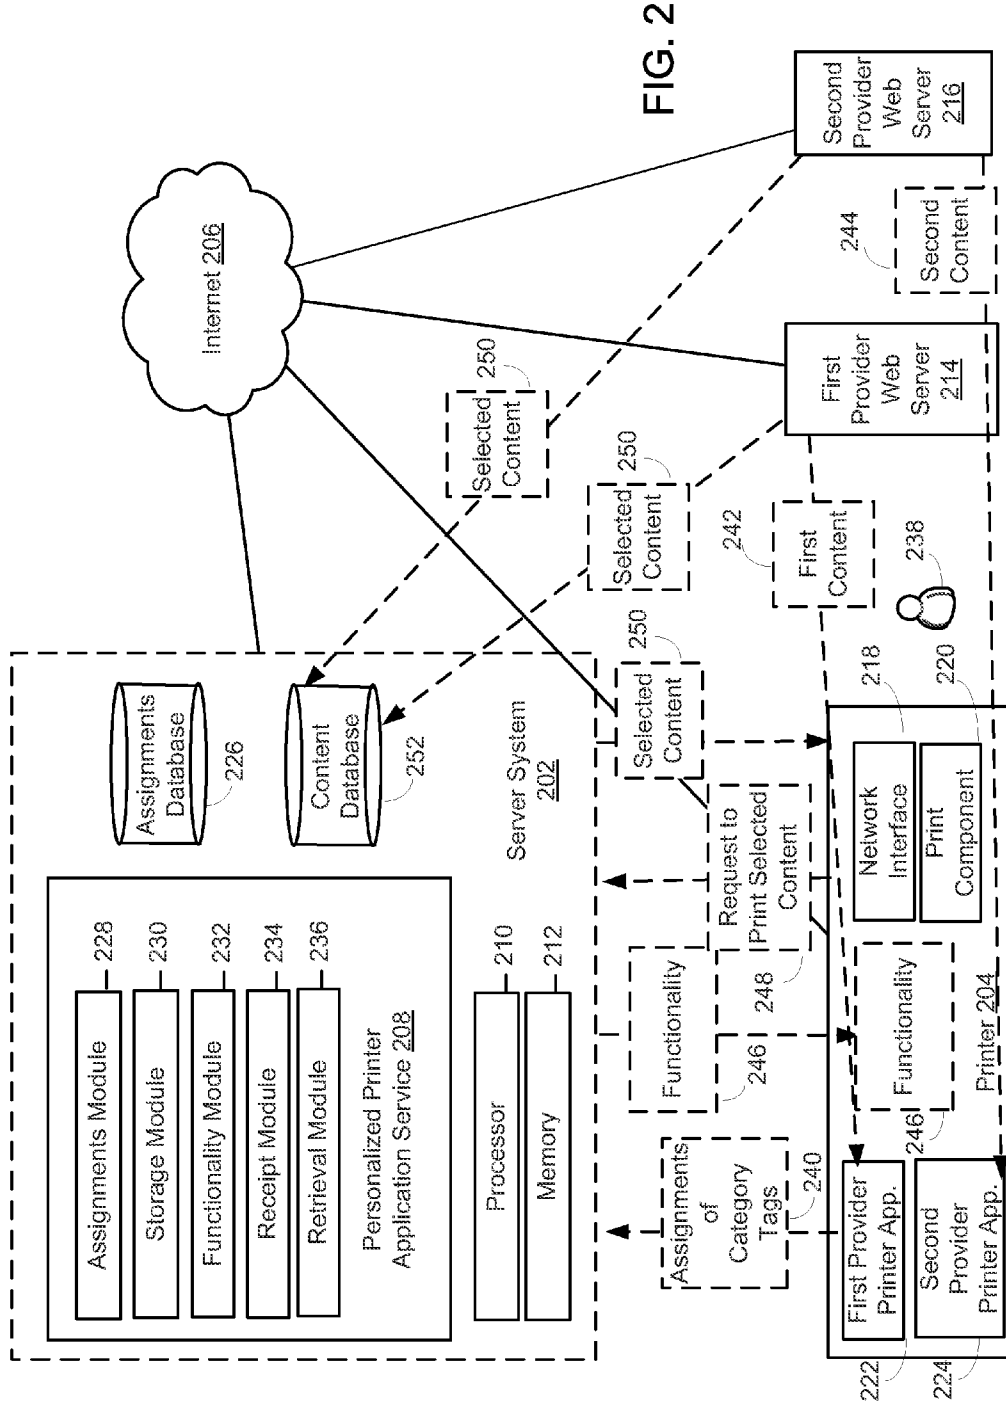 FIG. 2
Internet 206
Assignments Module
228
Storage Module
230
Functionality Module
232
Receipt Module
234
Retrieval Module
236
Personalized Printer
Application Service 208
Processor
210
Memory
212
Assignments
Database
226
Content
Database
252
Server System
202
Selected
Content
250
Selected
Content
250
Selected
Content
250
Assignments
of
Category
Tags
240
Functionality
246
Request to
Print Selected
Content
248
First
Content
242
Second
Content
244
First
Provider
Web
Server
214
Second
Provider
Web
Server
216
238
First Provider
Printer App.
222
Second
Provider
Printer App.
224
Functionality
246
Printer 204
Network
Interface
218
Print
Component
220